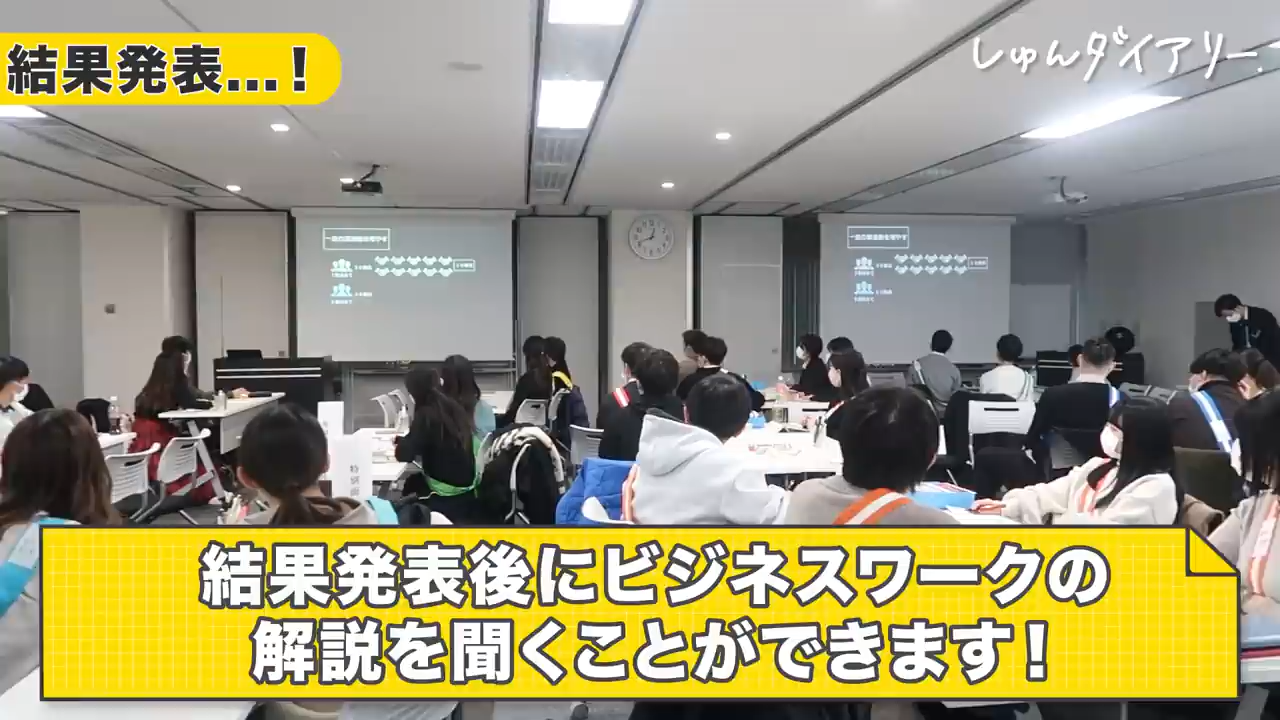 結果発表...！
しゅんダイアリー.
結果発表後にビジネスワークの
解説を聞くことができます！